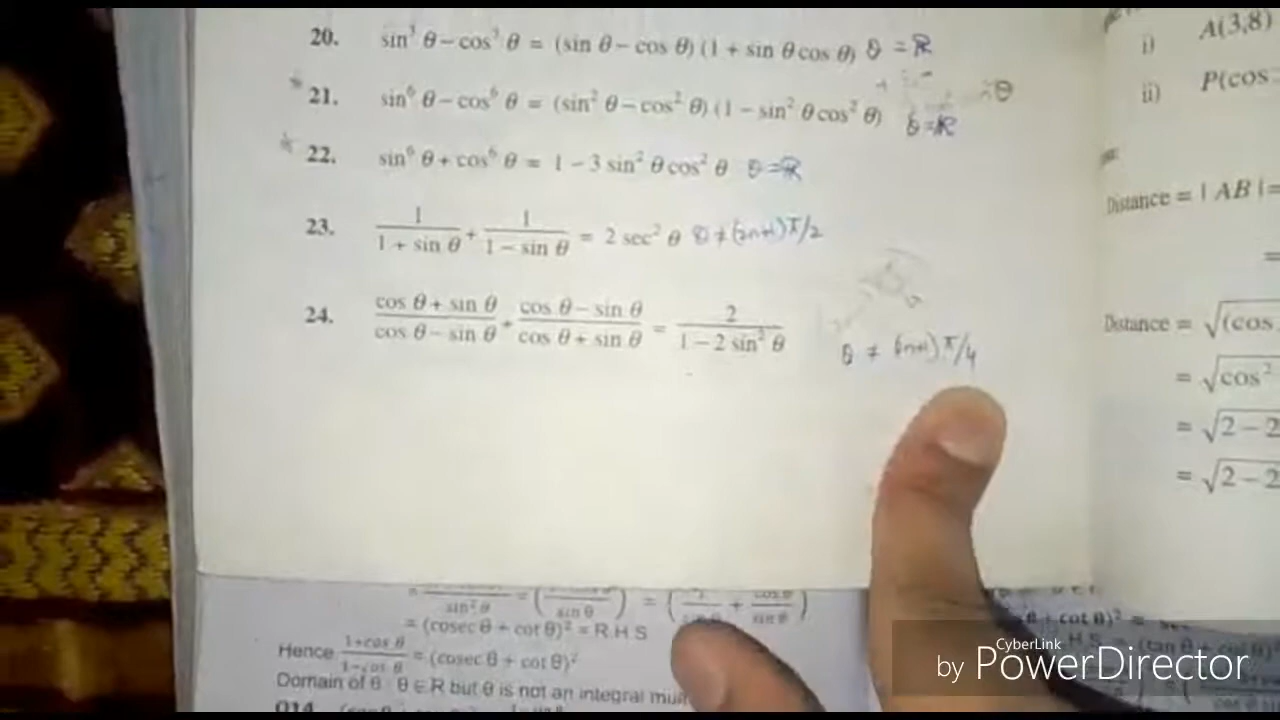 20. sin³ θ – cos³ θ = (sin θ – cos θ) (1 + sin θ cos θ) θ = R
21. sin⁶ θ – cos⁶ θ = (sin² θ – cos² θ) (1 – sin² θ cos² θ) θ = R
22. sin⁶ θ + cos⁶ θ = 1 – 3 sin² θ cos² θ θ = R
23. 1/(1 + sin θ) + 1/(1 – sin θ) = 2 sec² θ θ ≠ (2n+1) π/2
24. (cos θ + sin θ)/(cos θ – sin θ) + (cos θ – sin θ)/(cos θ + sin θ) = 2/(1 – 2 sin² θ)
θ ≠ π/4
= (cosec θ + cot θ)² = R.H.S
Hence (1+cos θ)/(1–cos θ) = (cosec θ + cot θ)²
Domain of θ θ ∈ R but θ is not an integral
Q14
i) A(3,8)
ii) P(cos
Distance = | AB | =
=
Distance = √(cos
= √cos²
= √2 – 2
= √2 – 2
CyberLink
by PowerDirector